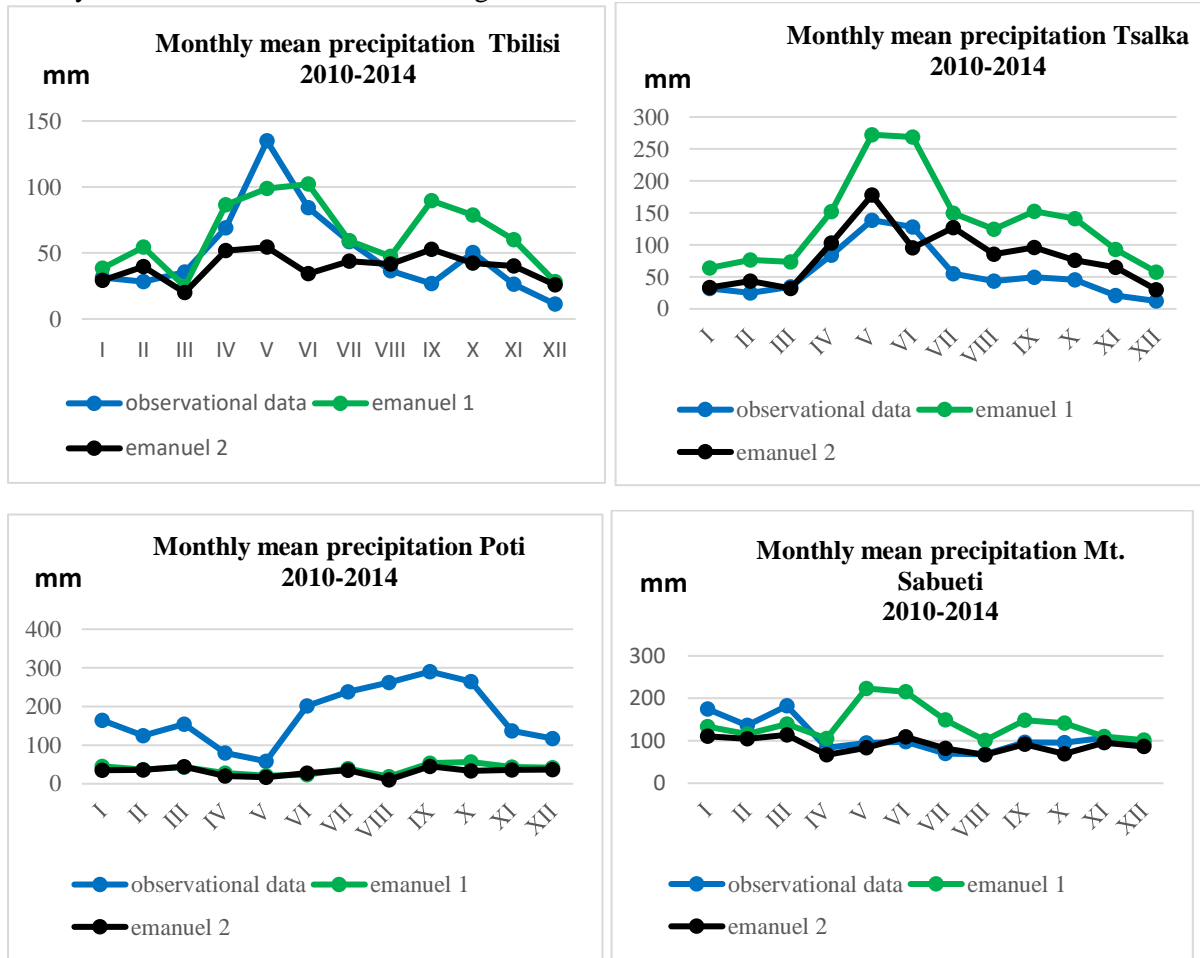 Monthly mean precipitation Tbilisi
2010-2014
mm
150
100
50
0
I II III IV V VI VII VIII IX X XI XII
observational data emanuel 1
emanuel 2
Monthly mean precipitation Tsalka
2010-2014
mm
300
250
200
150
100
50
0
I II III IV V VI VII VIII IX X XI XII
observational data emanuel 1
emanuel 2
Monthly mean precipitation Poti
2010-2014
mm
400
300
200
100
0
I II III IV V VI VII VIII IX X XI XII
observational data emanuel 1
emanuel 2
Monthly mean precipitation Mt.
Sabueti
2010-2014
mm
300
200
100
0
I II III IV V VI VII VIII IX X XI XII
observational data emanuel 1
emanuel 2